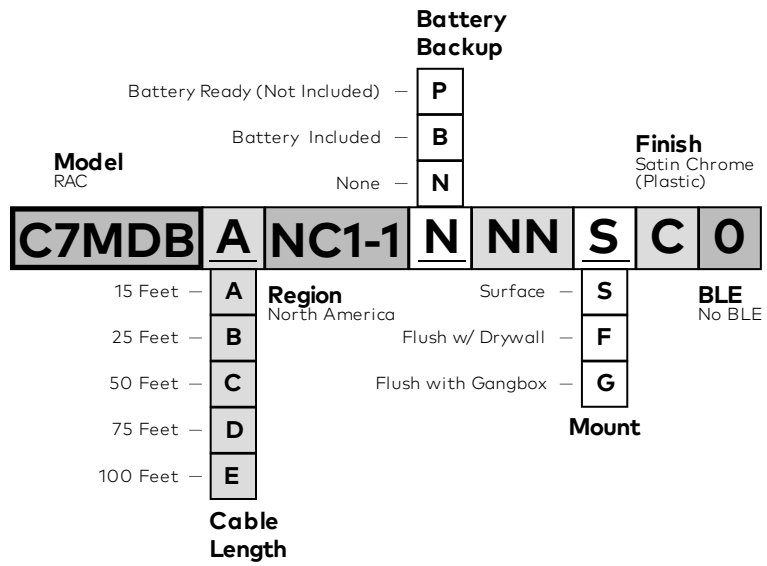 Battery
Backup
Battery Ready (Not Included) — P
Battery Included — B
None — N
Model
RAC
Finish
Satin Chrome
(Plastic)
C7MDB A NC1-1 N NN S C 0
15 Feet — A
25 Feet — B
50 Feet — C
75 Feet — D
100 Feet — E
Cable
Length
Region
North America
Surface — S
Flush w/ Drywall — F
Flush with Gangbox — G
Mount
BLE
No BLE